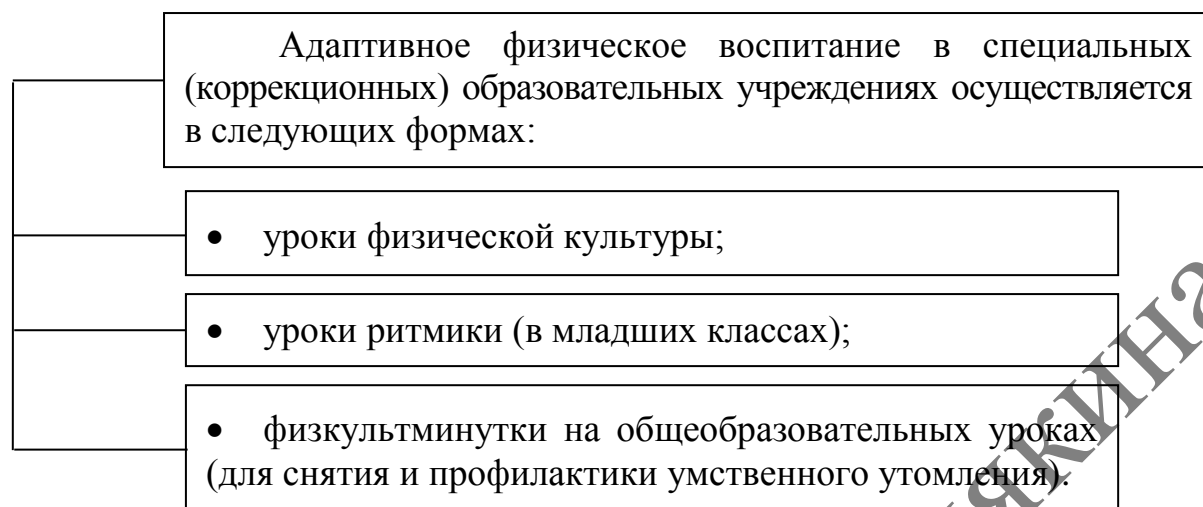 Адаптивное физическое воспитание в специальных
(коррекционных) образовательных учреждениях осуществляется
в следующих формах:
• уроки физической культуры;
• уроки ритмики (в младших классах);
• физкультминутки на общеобразовательных уроках
(для снятия и профилактики умственного утомления).